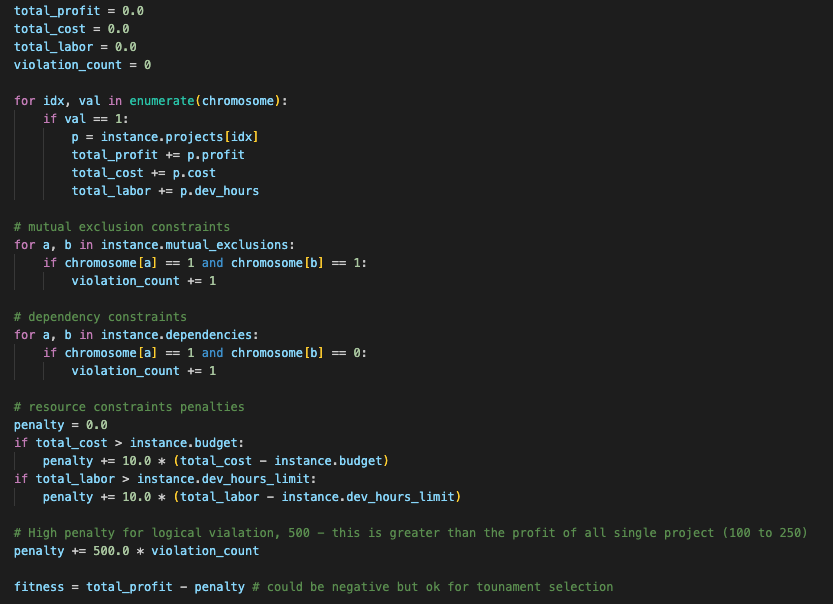 total_profit = 0.0
total_cost = 0.0
total_labor = 0.0
violation_count = 0

for idx, val in enumerate(chromosome):
    if val == 1:
        p = instance.projects[idx]
        total_profit += p.profit
        total_cost += p.cost
        total_labor += p.dev_hours

# mutual exclusion constraints
for a, b in instance.mutual_exclusions:
    if chromosome[a] == 1 and chromosome[b] == 1:
        violation_count += 1

# dependency constraints
for a, b in instance.dependencies:
    if chromosome[a] == 1 and chromosome[b] == 0:
        violation_count += 1

# resource constraints penalties
penalty = 0.0
if total_cost > instance.budget:
    penalty += 10.0 * (total_cost - instance.budget)
if total_labor > instance.dev_hours_limit:
    penalty += 10.0 * (total_labor - instance.dev_hours_limit)

# High penalty for logical vialation, 500 - this is greater than the profit of all single project (100 to 250)
penalty += 500.0 * violation_count

fitness = total_profit - penalty # could be negative but ok for tounament selection